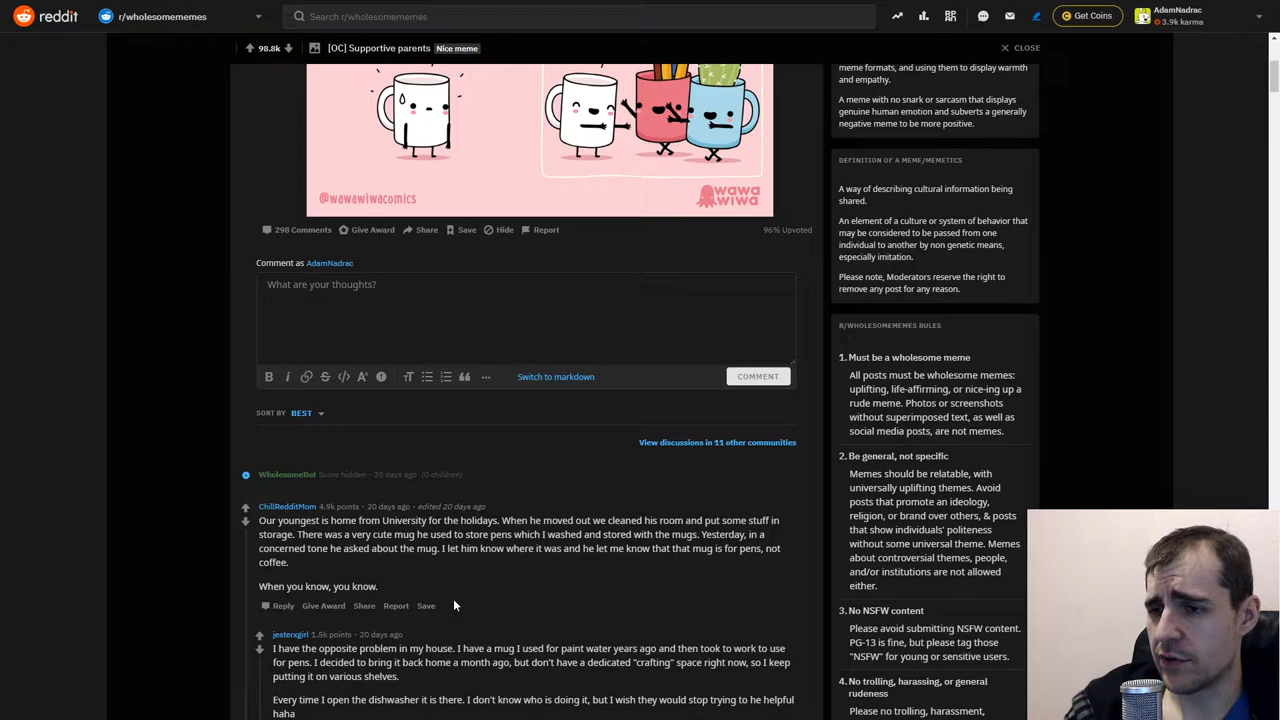 reddit
r/wholesomememes
Search r/wholesomememes
Get Coins
AdamNadrac
3.9k karma
98.8k
[OC] Supportive parents
Nice meme
CLOSE
@wawawiwacomics
wawa
wiwa
298 Comments
Give Award
Share
Save
Hide
Report
96% Upvoted
Comment as AdamNadrac
What are your thoughts?
Switch to markdown
COMMENT
SORT BY BEST
View discussions in 11 other communities
WholesomeBot Score hidden · 20 days ago (0 children)
ChillRedditMom 4.9k points · 20 days ago · edited 20 days ago
Our youngest is home from University for the holidays. When he moved out we cleaned his room and put some stuff in
storage. There was a very cute mug he used to store pens which I washed and stored with the mugs. Yesterday, in a
concerned tone he asked about the mug. I let him know where it was and he let me know that that mug is for pens, not
coffee.
When you know, you know.
Reply Give Award Share Report Save
jesterxgirl 1.5k points · 20 days ago
I have the opposite problem in my house. I have a mug I used for paint water years ago and then took to work to use
for pens. I decided to bring it back home a month ago, but don't have a dedicated "crafting" space right now, so I keep
putting it on various shelves.
Every time I open the dishwasher it is there. I don't know who is doing it, but I wish they would stop trying to be helpful
haha
meme formats, and using them to display warmth
and empathy.
A meme with no snark or sarcasm that displays
genuine human emotion and subverts a generally
negative meme to be more positive.
DEFINITION OF A MEME/MEMETICS
A way of describing cultural information being
shared.
An element of a culture or system of behavior that
may be considered to be passed from one
individual to another by non genetic means,
especially imitation.
Please note, Moderators reserve the right to
remove any post for any reason.
R/WHOLESOMEMEMES RULES
1. Must be a wholesome meme
All posts must be wholesome memes:
uplifting, life-affirming, or nice-ing up a
rude meme. Photos or screenshots
without superimposed text, as well as
social media posts, are not memes.
2. Be general, not specific
Memes should be relatable, with
universally uplifting themes. Avoid
posts that promote an ideology,
religion, or brand over others, & posts
that show individuals' politeness
without some universal theme. Memes
about controversial themes, people,
and/or institutions are not allowed
either.
3. No NSFW content
Please avoid submitting NSFW content.
PG-13 is fine, but please tag those
"NSFW" for young or sensitive users.
4. No trolling, harassing, or general
rudeness
Please no trolling, harassment,